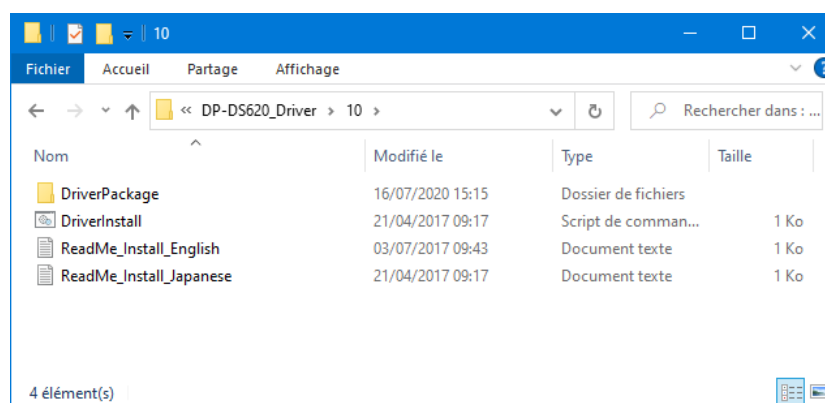 10
Fichier Accueil Partage Affichage
« DP-DS620_Driver › 10 › Rechercher dans : ...
Nom Modifié le Type Taille
DriverPackage 16/07/2020 15:15 Dossier de fichiers
DriverInstall 21/04/2017 09:17 Script de comman... 1 Ko
ReadMe_Install_English 03/07/2017 09:43 Document texte 1 Ko
ReadMe_Install_Japanese 21/04/2017 09:17 Document texte 1 Ko
4 élément(s)